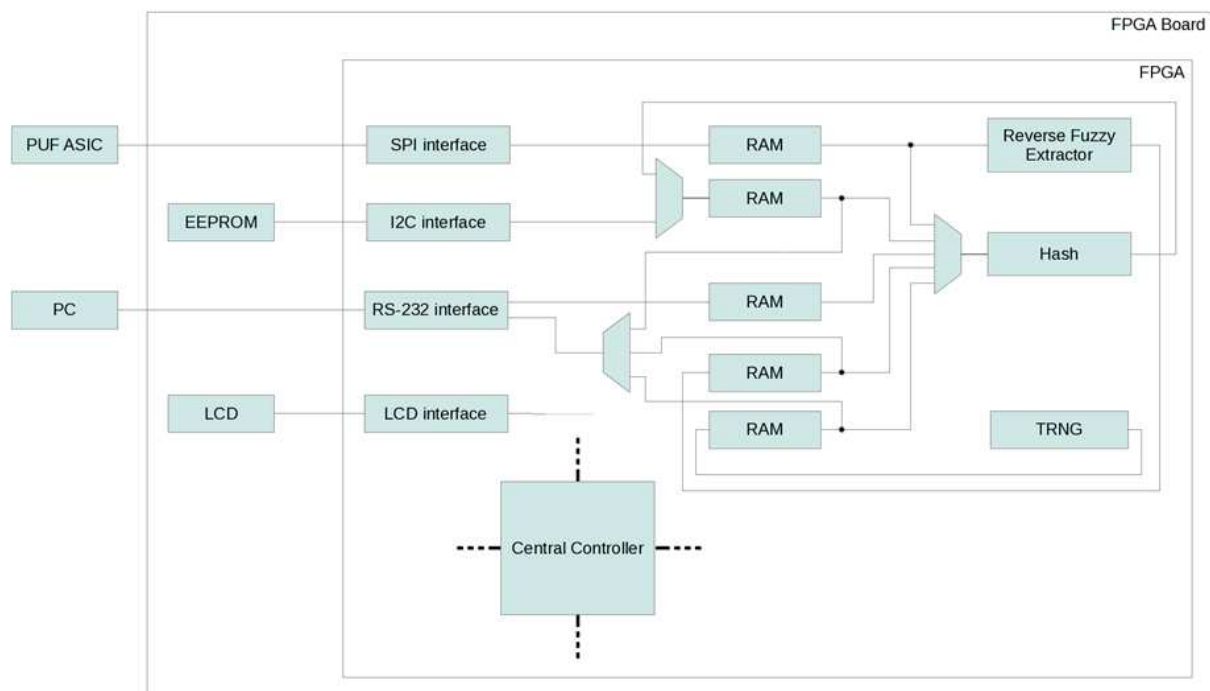 FPGA Board
FPGA
PUF ASIC
SPI interface
RAM
Reverse Fuzzy
Extractor
RAM
EEPROM
I2C interface
Hash
PC
RS-232 interface
RAM
RAM
LCD
LCD interface
RAM
TRNG
Central Controller